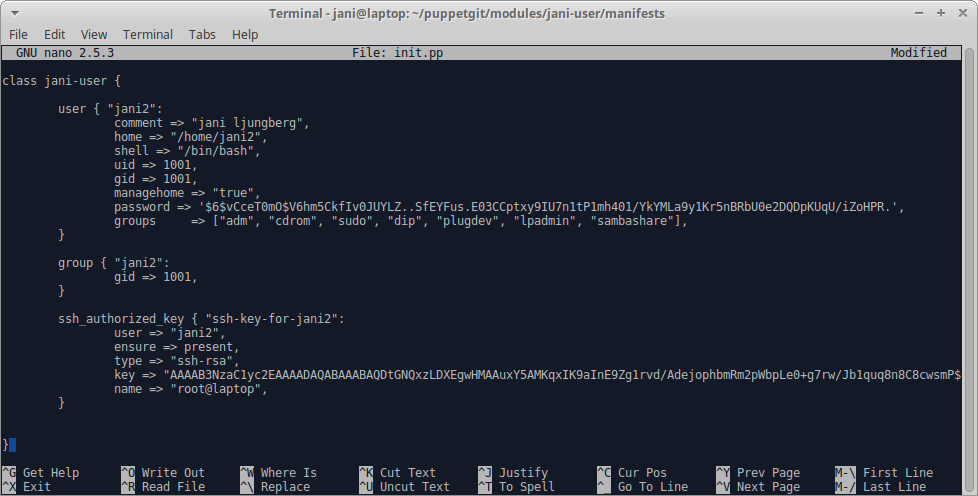 Terminal - jani@laptop: ~/puppetgit/modules/jani-user/manifests
File Edit View Terminal Tabs Help
GNU nano 2.5.3 File: init.pp Modified
class jani-user {
user { "jani2":
comment => "jani ljungberg",
home => "/home/jani2",
shell => "/bin/bash",
uid => 1001,
gid => 1001,
managehome => "true",
password => '$6$vCceT0mO$V6hm5CkfIv0JUYLZ..SfEYFus.E03CCptxy9IU7n1tP1mh401/YkYMLa9y1Kr5nBRbU0e2DQDpKUqU/iZoHPR.',
groups => ["adm", "cdrom", "sudo", "dip", "plugdev", "lpadmin", "sambashare"],
}
group { "jani2":
gid => 1001,
}
ssh_authorized_key { "ssh-key-for-jani2":
user => "jani2",
ensure => present,
type => "ssh-rsa",
key => "AAAAB3NzaC1yc2EAAAADAQABAAABAQDtGNQxzLDXEgwHMAAuxY5AMKqxIK9aInE9Zg1rvd/AdejophbmRm2pWbpLe0+g7rw/Jb1quq8n8C8cwsmP$
name => "root@laptop",
}
}
^G Get Help ^O Write Out ^W Where Is ^K Cut Text ^J Justify ^C Cur Pos ^Y Prev Page M-\ First Line
^X Exit ^R Read File ^\ Replace ^U Uncut Text ^T To Spell ^_ Go To Line ^V Next Page M-/ Last Line